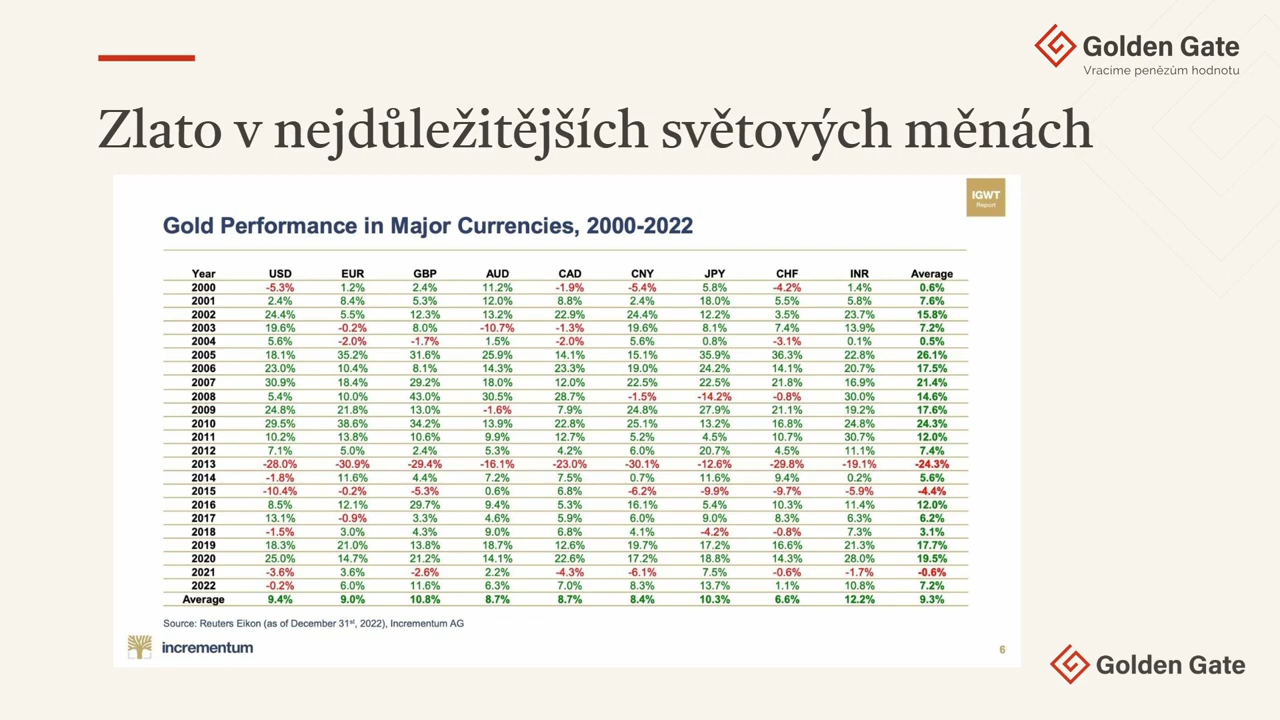 Golden Gate
Vracíme penězům hodnotu
Zlato v nejdůležitějších světových měnách
IGWT
Report
Gold Performance in Major Currencies, 2000-2022
Year USD EUR GBP AUD CAD CNY JPY CHF INR Average
2000 -5.3% 1.2% 2.4% 11.2% -1.9% -5.4% 5.8% -4.2% 1.4% 0.6%
2001 2.4% 8.4% 5.3% 12.0% 8.8% 2.4% 18.0% 5.5% 5.8% 7.6%
2002 24.4% 5.5% 12.3% 13.2% 22.9% 24.4% 12.2% 3.5% 23.7% 15.8%
2003 19.6% -0.2% 8.0% -10.7% -1.3% 19.6% 8.1% 7.4% 13.9% 7.2%
2004 5.6% -2.0% -1.7% 1.5% -2.0% 5.6% 0.8% -3.1% 0.1% 0.5%
2005 18.1% 35.2% 31.6% 25.9% 14.1% 15.1% 35.9% 36.3% 22.8% 26.1%
2006 23.0% 10.4% 8.1% 14.3% 23.3% 19.0% 24.2% 14.1% 20.7% 17.5%
2007 30.9% 18.4% 29.2% 18.0% 12.0% 22.5% 22.5% 21.8% 16.9% 21.4%
2008 5.4% 10.0% 43.0% 30.5% 28.7% -1.5% -14.2% -0.8% 30.0% 14.6%
2009 24.8% 21.8% 13.0% -1.6% 7.9% 24.8% 27.9% 21.1% 19.2% 17.6%
2010 29.5% 38.6% 34.2% 13.9% 22.8% 25.1% 13.2% 16.8% 24.8% 24.3%
2011 10.2% 13.8% 10.6% 9.9% 12.7% 5.2% 4.5% 10.7% 30.7% 12.0%
2012 7.1% 5.0% 2.4% 5.3% 4.2% 6.0% 20.7% 4.5% 11.1% 7.4%
2013 -28.0% -30.9% -29.4% -16.1% -23.0% -30.1% -12.6% -29.8% -19.1% -24.3%
2014 -1.8% 11.6% 4.4% 7.2% 7.5% 0.7% 11.6% 9.4% 0.2% 5.6%
2015 -10.4% -0.2% -5.3% 0.6% 6.8% -6.2% -9.9% -9.7% -5.9% -4.4%
2016 8.5% 12.1% 29.7% 9.4% 5.3% 16.1% 5.4% 10.3% 11.4% 12.0%
2017 13.1% -0.9% 3.3% 4.6% 5.9% 6.0% 9.0% 8.3% 6.3% 6.2%
2018 -1.5% 3.0% 4.3% 9.0% 6.8% 4.1% -4.2% -0.8% 7.3% 3.1%
2019 18.3% 21.0% 13.8% 18.7% 12.6% 19.7% 17.2% 16.6% 21.3% 17.7%
2020 25.0% 14.7% 21.2% 14.1% 22.6% 17.2% 18.8% 14.3% 28.0% 19.5%
2021 -3.6% 3.6% -2.6% 2.2% -4.3% -6.1% 7.5% -0.6% -1.7% -0.6%
2022 -0.2% 6.0% 11.6% 6.3% 7.0% 8.3% 13.7% 1.1% 10.8% 7.2%
Average 9.4% 9.0% 10.8% 8.7% 8.7% 8.4% 10.3% 6.6% 12.2% 9.3%
Source: Reuters Eikon (as of December 31st, 2022), Incrementum AG
incrementum
6
Golden Gate